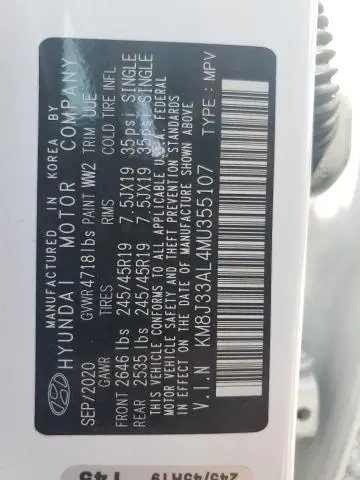 MANUFACTURED IN KOREA BY
HYUNDAI MOTOR COMPANY
SEP/2020 GVWR 4718lbs PAINT WW2 TRIM UUE
GAWR TIRES RIMS COLD TIRE INFL
FRONT 2646 lbs 245/45R19 7.5JX19 35psi SINGLE
REAR 2535 lbs 245/45R19 7.5JX19 35psi SINGLE
THIS VEHICLE CONFORMS TO ALL APPLICABLE U.S.A. FEDERAL
MOTOR VEHICLE SAFETY AND THEFT PREVENTION STANDARDS
IN EFFECT ON THE DATE OF MANUFACTURE SHOWN ABOVE
V.I.N KM8J33AL4MU355107 TYPE : MPV
245/45R19